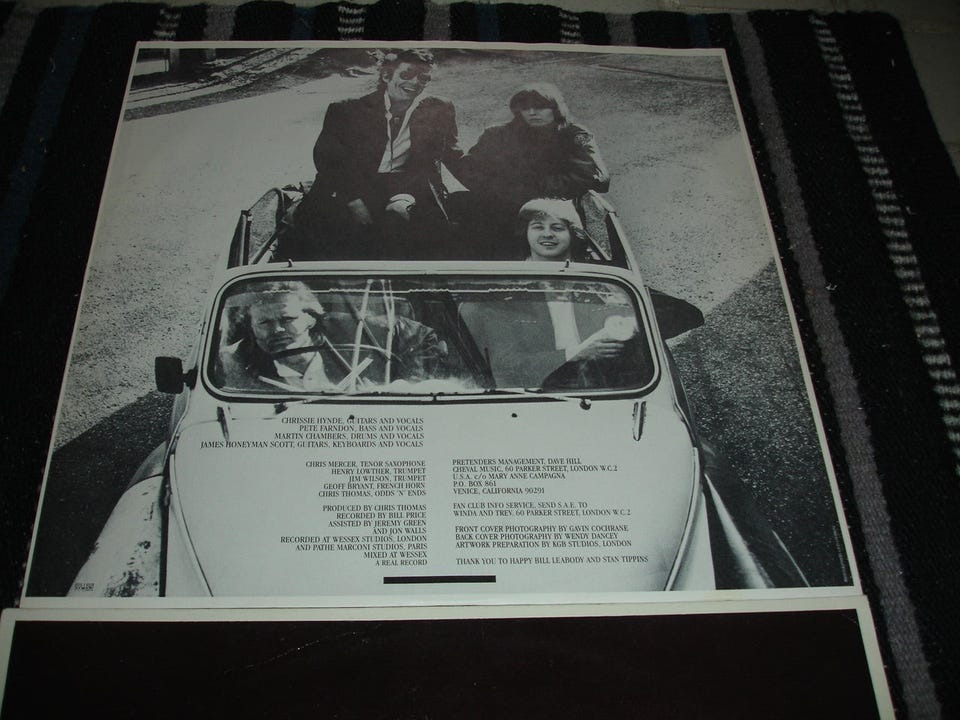 CHRISSIE HYNDE, GUITARS AND VOCALS
PETE FARNDON, BASS AND VOCALS
MARTIN CHAMBERS, DRUMS AND VOCALS
JAMES HONEYMAN SCOTT, GUITARS, KEYBOARDS AND VOCALS
CHRIS MERCER, TENOR SAXOPHONE
HENRY LOWTHER, TRUMPET
JIM WILSON, TRUMPET
GEOFF BRYANT, FRENCH HORN
CHRIS THOMAS, ODDS 'N' ENDS
PRODUCED BY CHRIS THOMAS
RECORDED BY BILL PRICE
ASSISTED BY JEREMY GREEN
AND JON WALLS
RECORDED AT WESSEX STUDIOS, LONDON
AND PATHE MARCONI STUDIOS, PARIS
MIXED AT WESSEX
A REAL RECORD
PRETENDERS MANAGEMENT, DAVE HILL
CHEVAL MUSIC, 60 PARKER STREET, LONDON W.C.2
U.S.A. c/o MARY ANNE CAMPAGNA
P.O. BOX 861
VENICE, CALIFORNIA 90291
FAN CLUB INFO SERVICE, SEND S.A.E. TO
WINDA AND TREV. 60 PARKER STREET, LONDON W.C.2.
FRONT COVER PHOTOGRAPHY BY GAVIN COCHRANE
BACK COVER PHOTOGRAPHY BY WENDY DANCEY
ARTWORK PREPARATION BY KGB STUDIOS, LONDON
THANK YOU TO HAPPY BILL LEABODY AND STAN TIPPINS